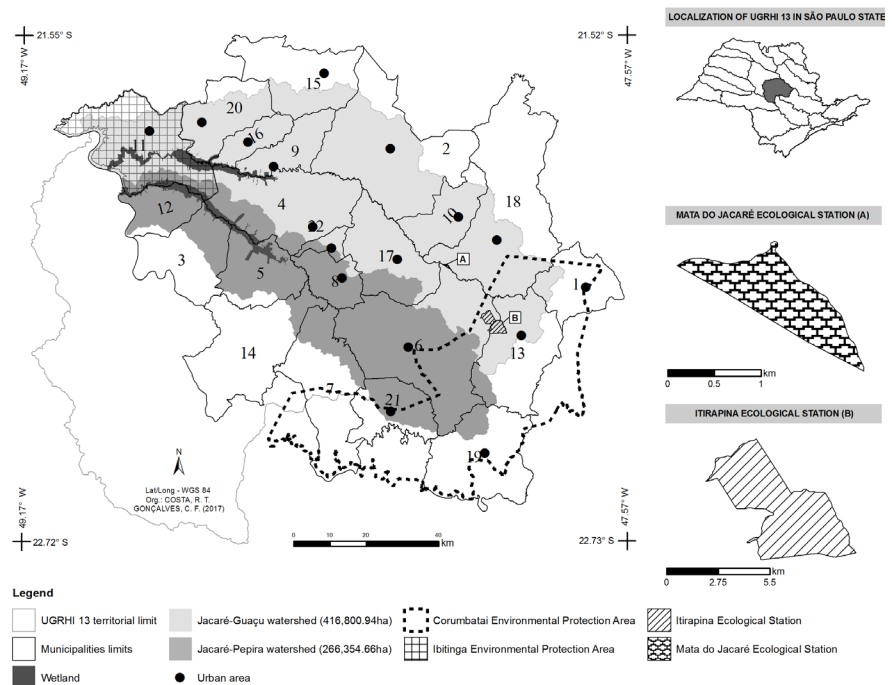 LOCALIZATION OF UGRHI 13 IN SÃO PAULO STATE
21.55° S
21.52° S
49.17° W
47.57° W
15
20
16
11
9
2
10
18
12
4
22
3
5
8
17
A
1
B
13
14
6
7
21
19
MATA DO JACARÉ ECOLOGICAL STATION (A)
0 0.5 1
km
ITIRAPINA ECOLOGICAL STATION (B)
0 2.75 5.5
km
N
Lat/Long - WGS 84
Org.: COSTA, R. T.
GONÇALVES, C. F. (2017)
49.17° W
47.57° W
22.72° S
22.73° S
0 10 20 40
km
Legend
UGRHI 13 territorial limit
Jacaré-Guaçu watershed (416,800.94ha)
Corumbatai Environmental Protection Area
Itirapina Ecological Station
Municipalities limits
Jacaré-Pepira watershed (266,354.66ha)
Ibitinga Environmental Protection Area
Mata do Jacaré Ecological Station
Wetland
Urban area